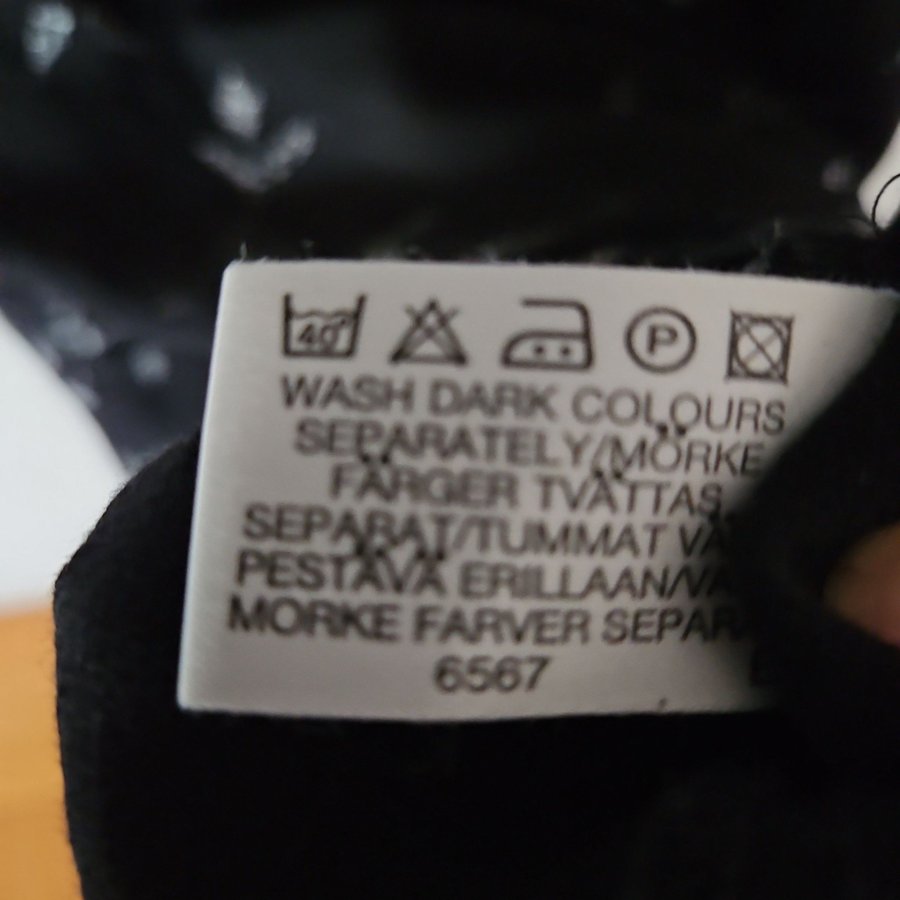 40°
P
WASH DARK COLOURS
SEPARATELY/MÖRKE
FÄRGER TVÄTTAS
SEPARAT/TUMMAT
PESTÄVÄ ERILLAAN/
MORKE FARVER
6567